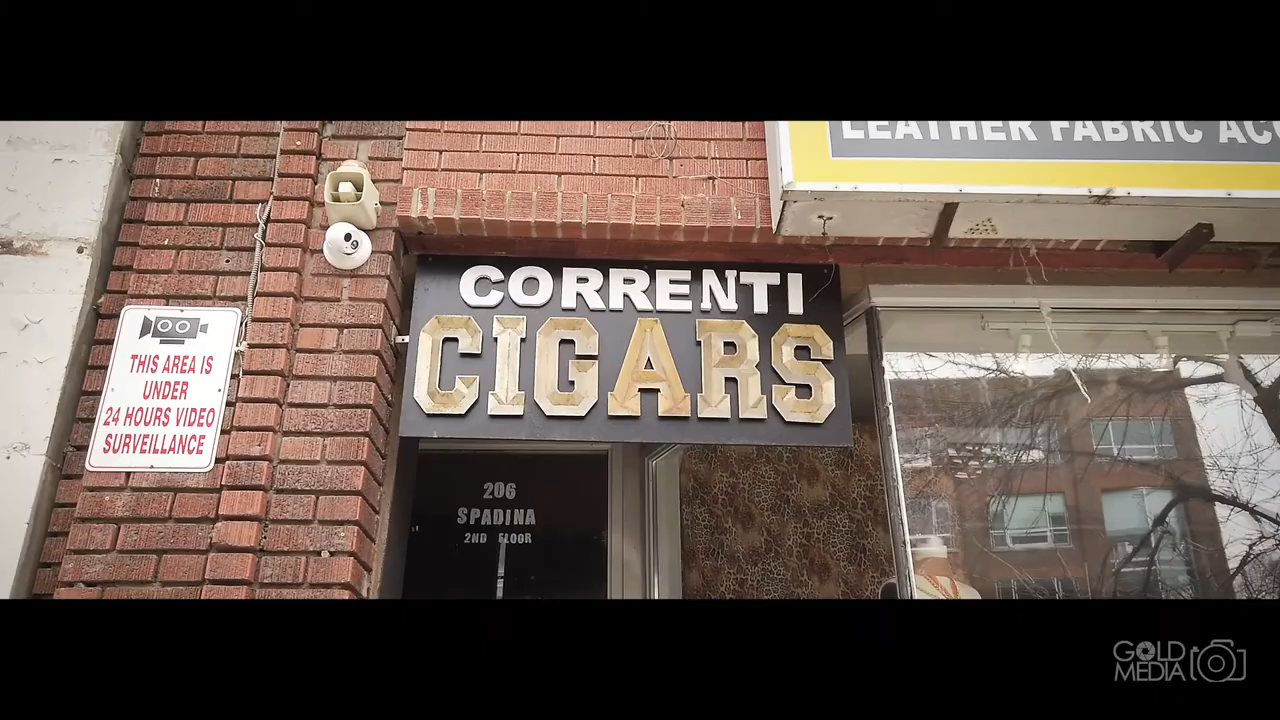 LEATHER FABRIC AC
CORRENTI
CIGARS
THIS AREA IS
UNDER
24 HOURS VIDEO
SURVEILLANCE
206
SPADINA
2ND FLOOR
GOLD
MEDIA